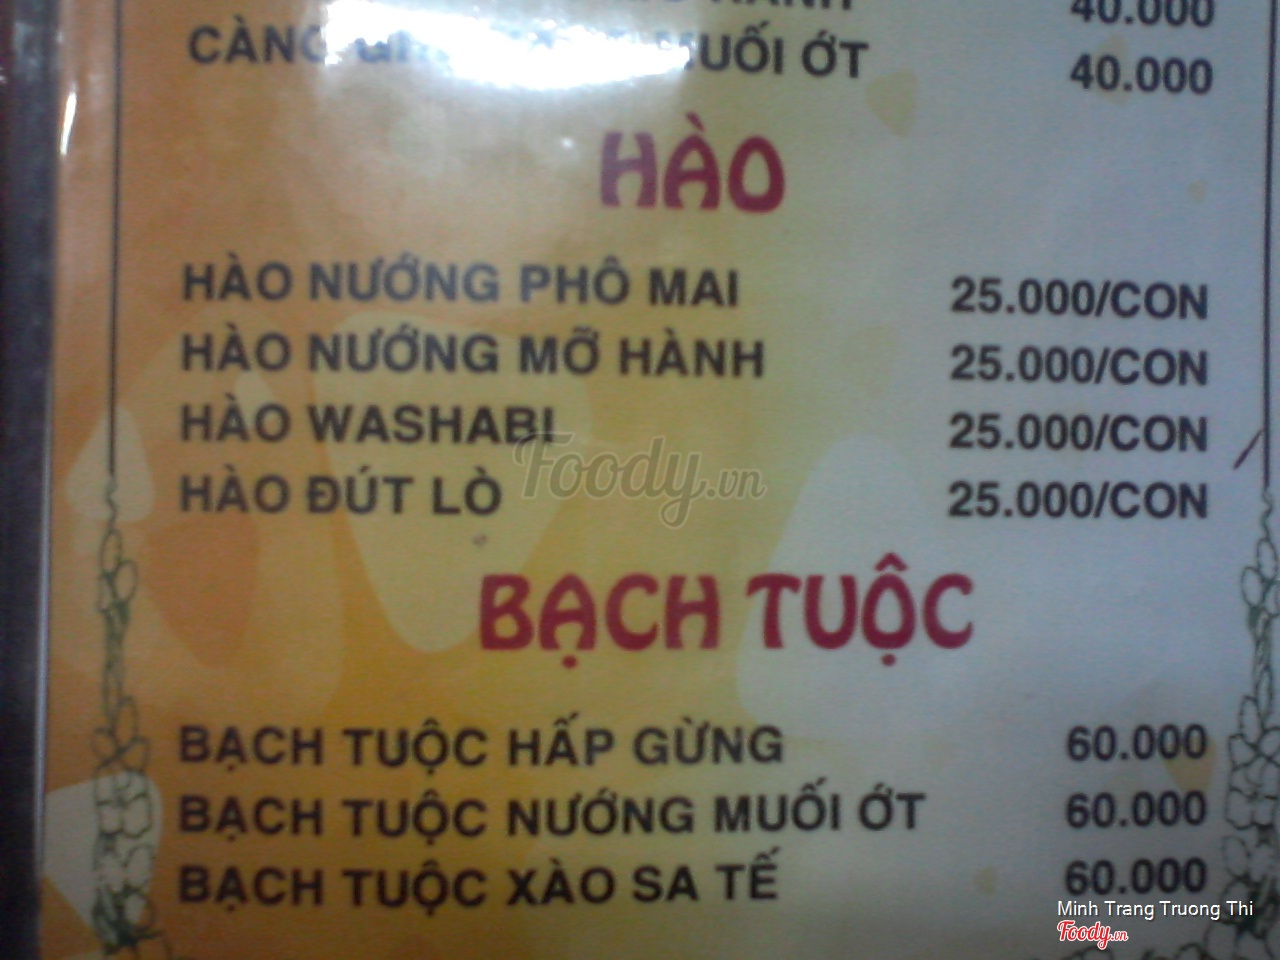 HÀNH 40.000
CÀNG MUỐI ỚT 40.000
HÀO
HÀO NƯỚNG PHÔ MAI 25.000/CON
HÀO NƯỚNG MỠ HÀNH 25.000/CON
HÀO WASHABI 25.000/CON
HÀO ĐÚT LÒ 25.000/CON
Foody.vn
BẠCH TUỘC
BẠCH TUỘC HẤP GỪNG 60.000
BẠCH TUỘC NƯỚNG MUỐI ỚT 60.000
BẠCH TUỘC XÀO SA TẾ 60.000
Minh Trang Truong Thi
Foody.vn